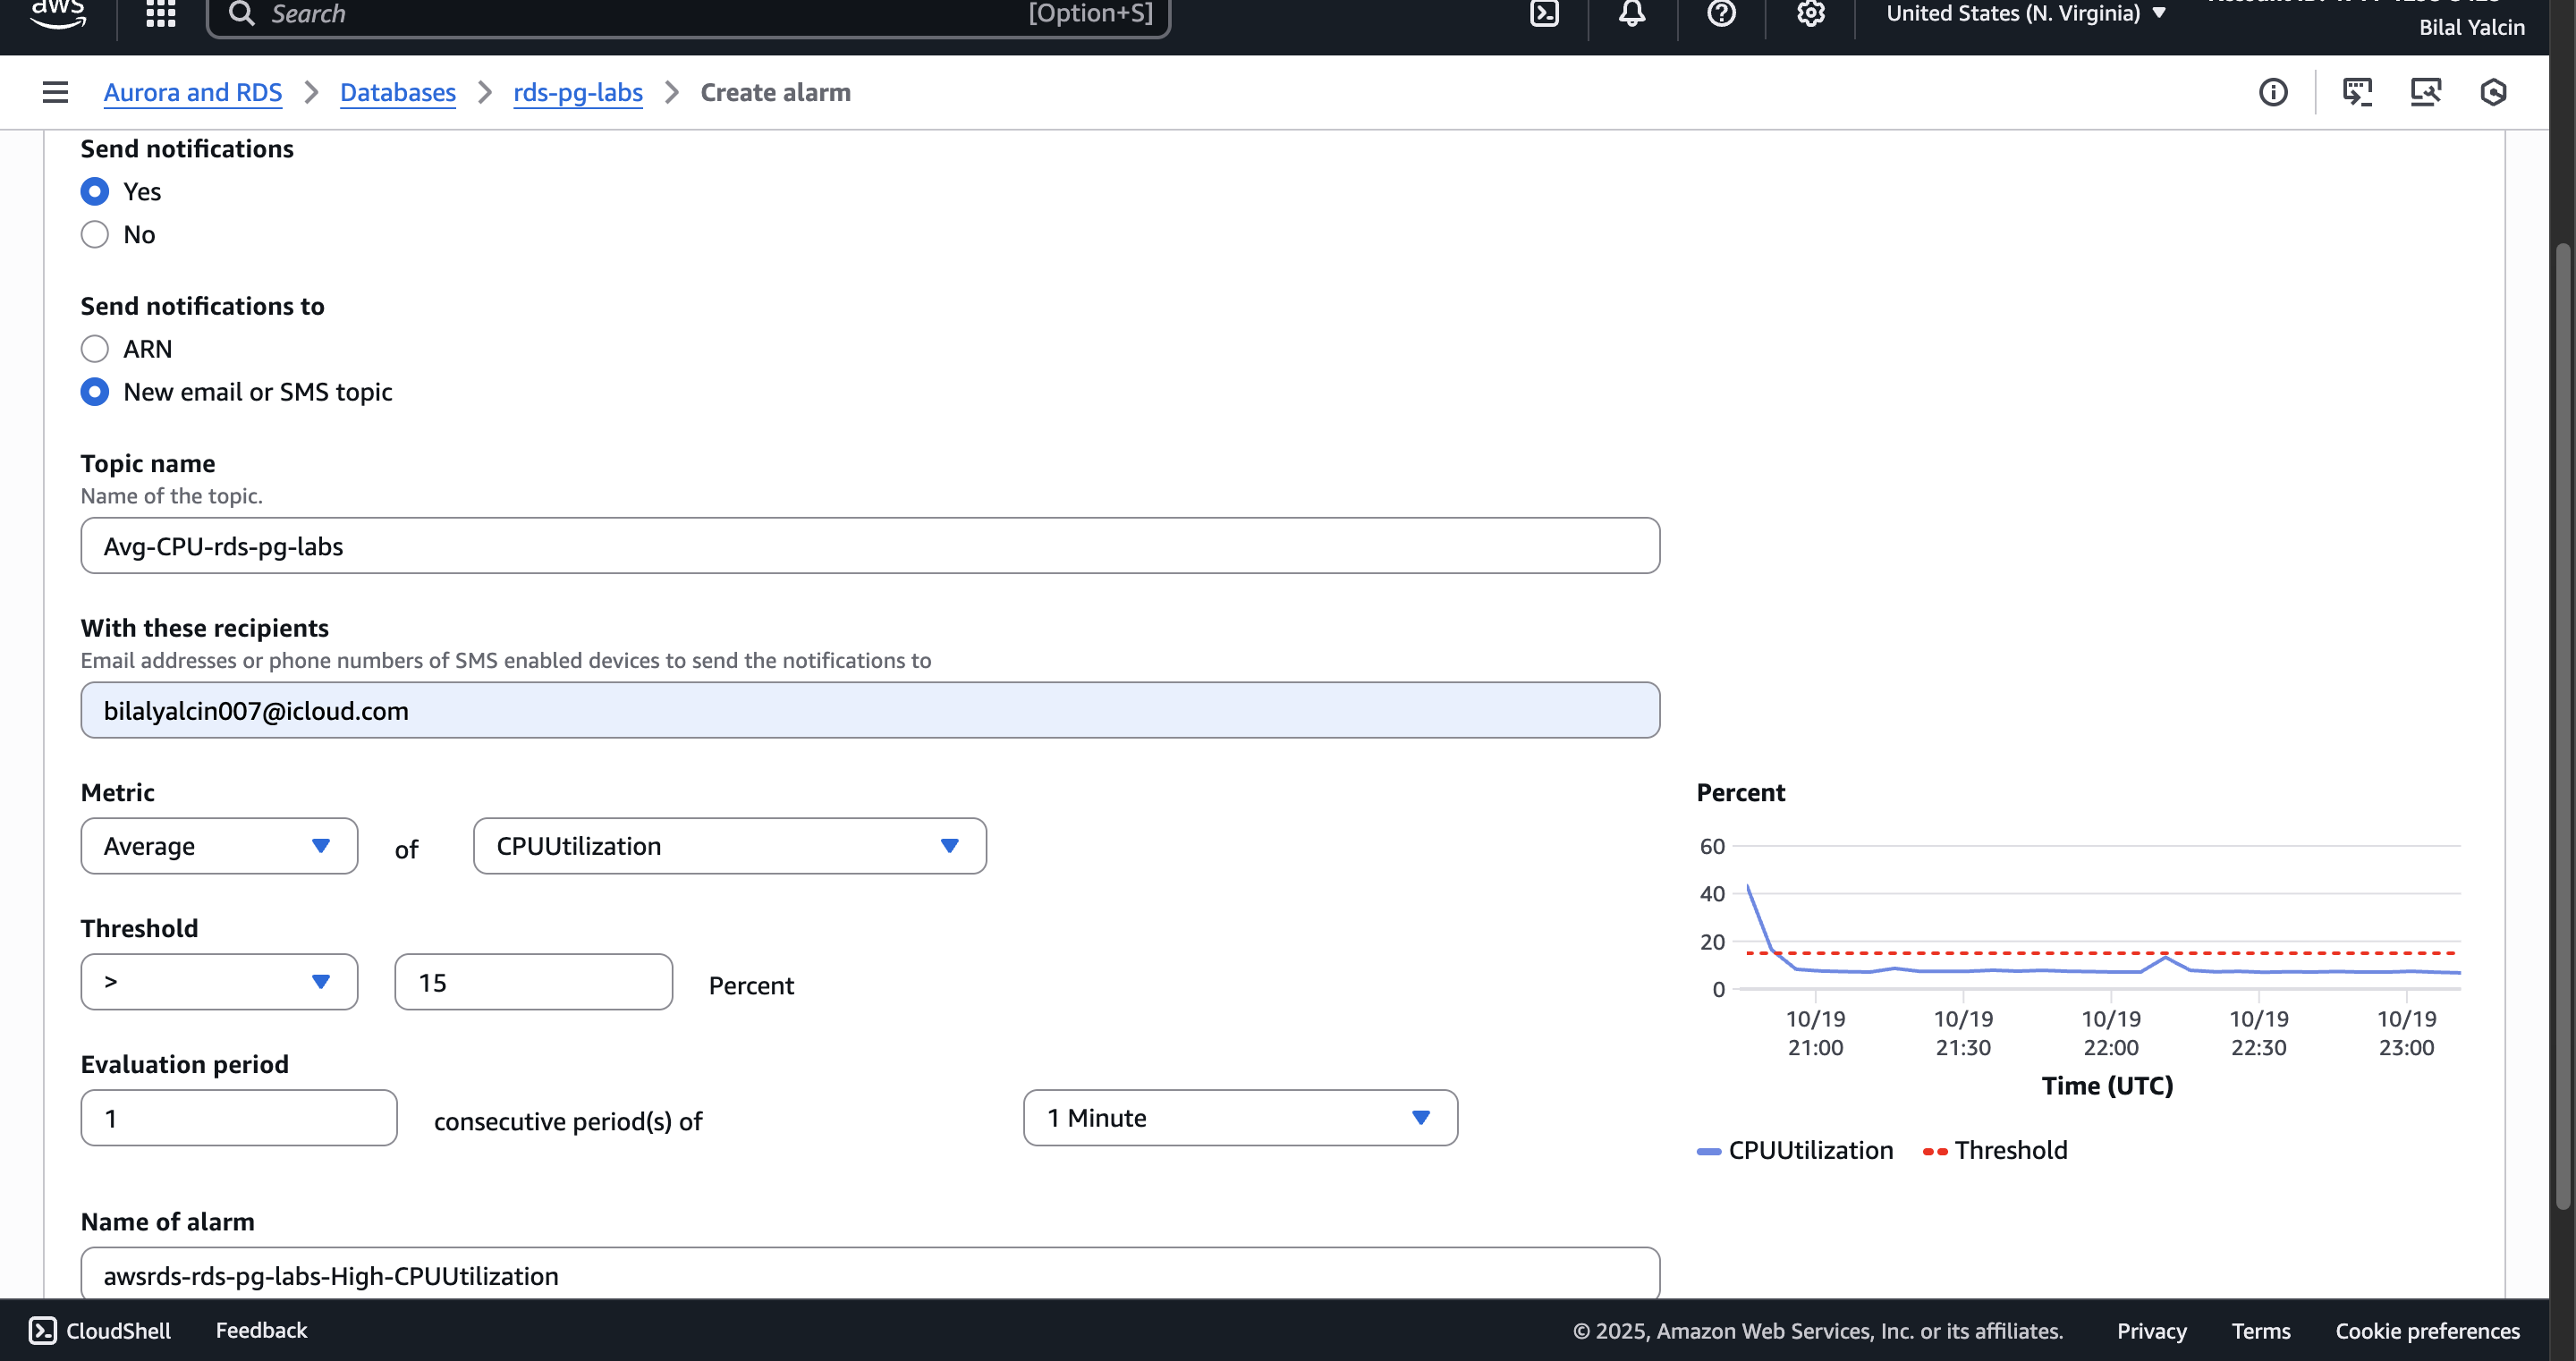 aws
Search [Option+S]
United States (N. Virginia)
Bilal Yalcin
Aurora and RDS > Databases > rds-pg-labs > Create alarm
Send notifications
Yes
No
Send notifications to
ARN
New email or SMS topic
Topic name
Name of the topic.
Avg-CPU-rds-pg-labs
With these recipients
Email addresses or phone numbers of SMS enabled devices to send the notifications to
bilalyalcin007@icloud.com
Metric
Average of CPUUtilization
Threshold
> 15 Percent
Evaluation period
1 consecutive period(s) of 1 Minute
Name of alarm
awsrds-rds-pg-labs-High-CPUUtilization
Percent
60
40
20
0
10/19 10/19 10/19 10/19 10/19
21:00 21:30 22:00 22:30 23:00
Time (UTC)
CPUUtilization Threshold
CloudShell Feedback © 2025, Amazon Web Services, Inc. or its affiliates. Privacy Terms Cookie preferences